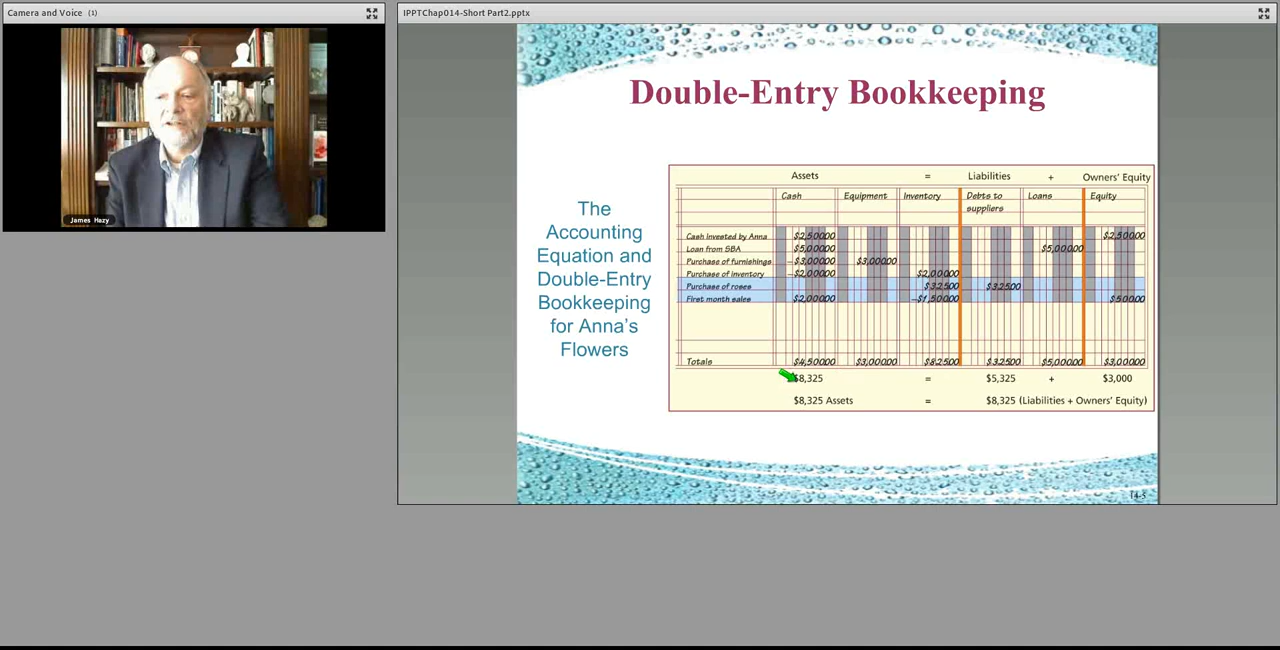 Camera and Voice (1)
James Hazy
IPPTChap014-Short Part2.pptx
Double-Entry Bookkeeping
The
Accounting
Equation and
Double-Entry
Bookkeeping
for Anna's
Flowers
Assets = Liabilities + Owners' Equity
Cash Equipment Inventory Debts to suppliers Loans Equity
Cash invested by Anna $2,500.00 $2,500.00
Loan from SBA $5,000.00 $5,000.00
Purchase of furnishings –$3,000.00 $3,000.00
Purchase of inventory –$2,000.00 $2,000.00
Purchase of roses $325.00 $325.00
First month sales $2,000.00 –$1,500.00 $500.00
Totals $4,500.00 $3,000.00 $825.00 $325.00 $5,000.00 $3,000.00
$8,325 = $5,325 + $3,000
$8,325 Assets = $8,325 (Liabilities + Owners' Equity)
14-5